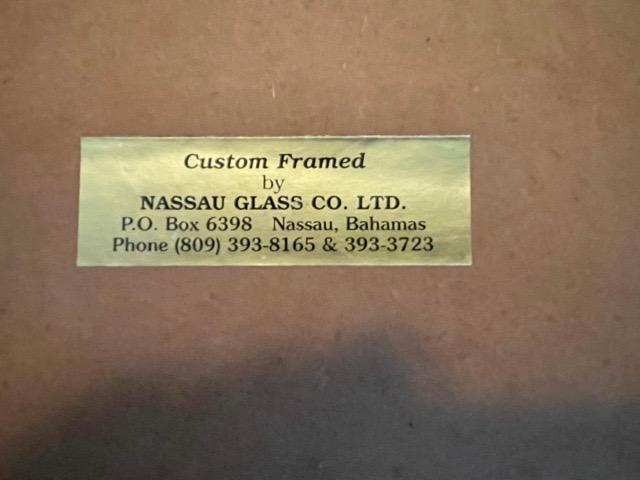 Custom Framed
by
NASSAU GLASS CO. LTD.
P.O. Box 6398 Nassau, Bahamas
Phone (809) 393-8165 & 393-3723